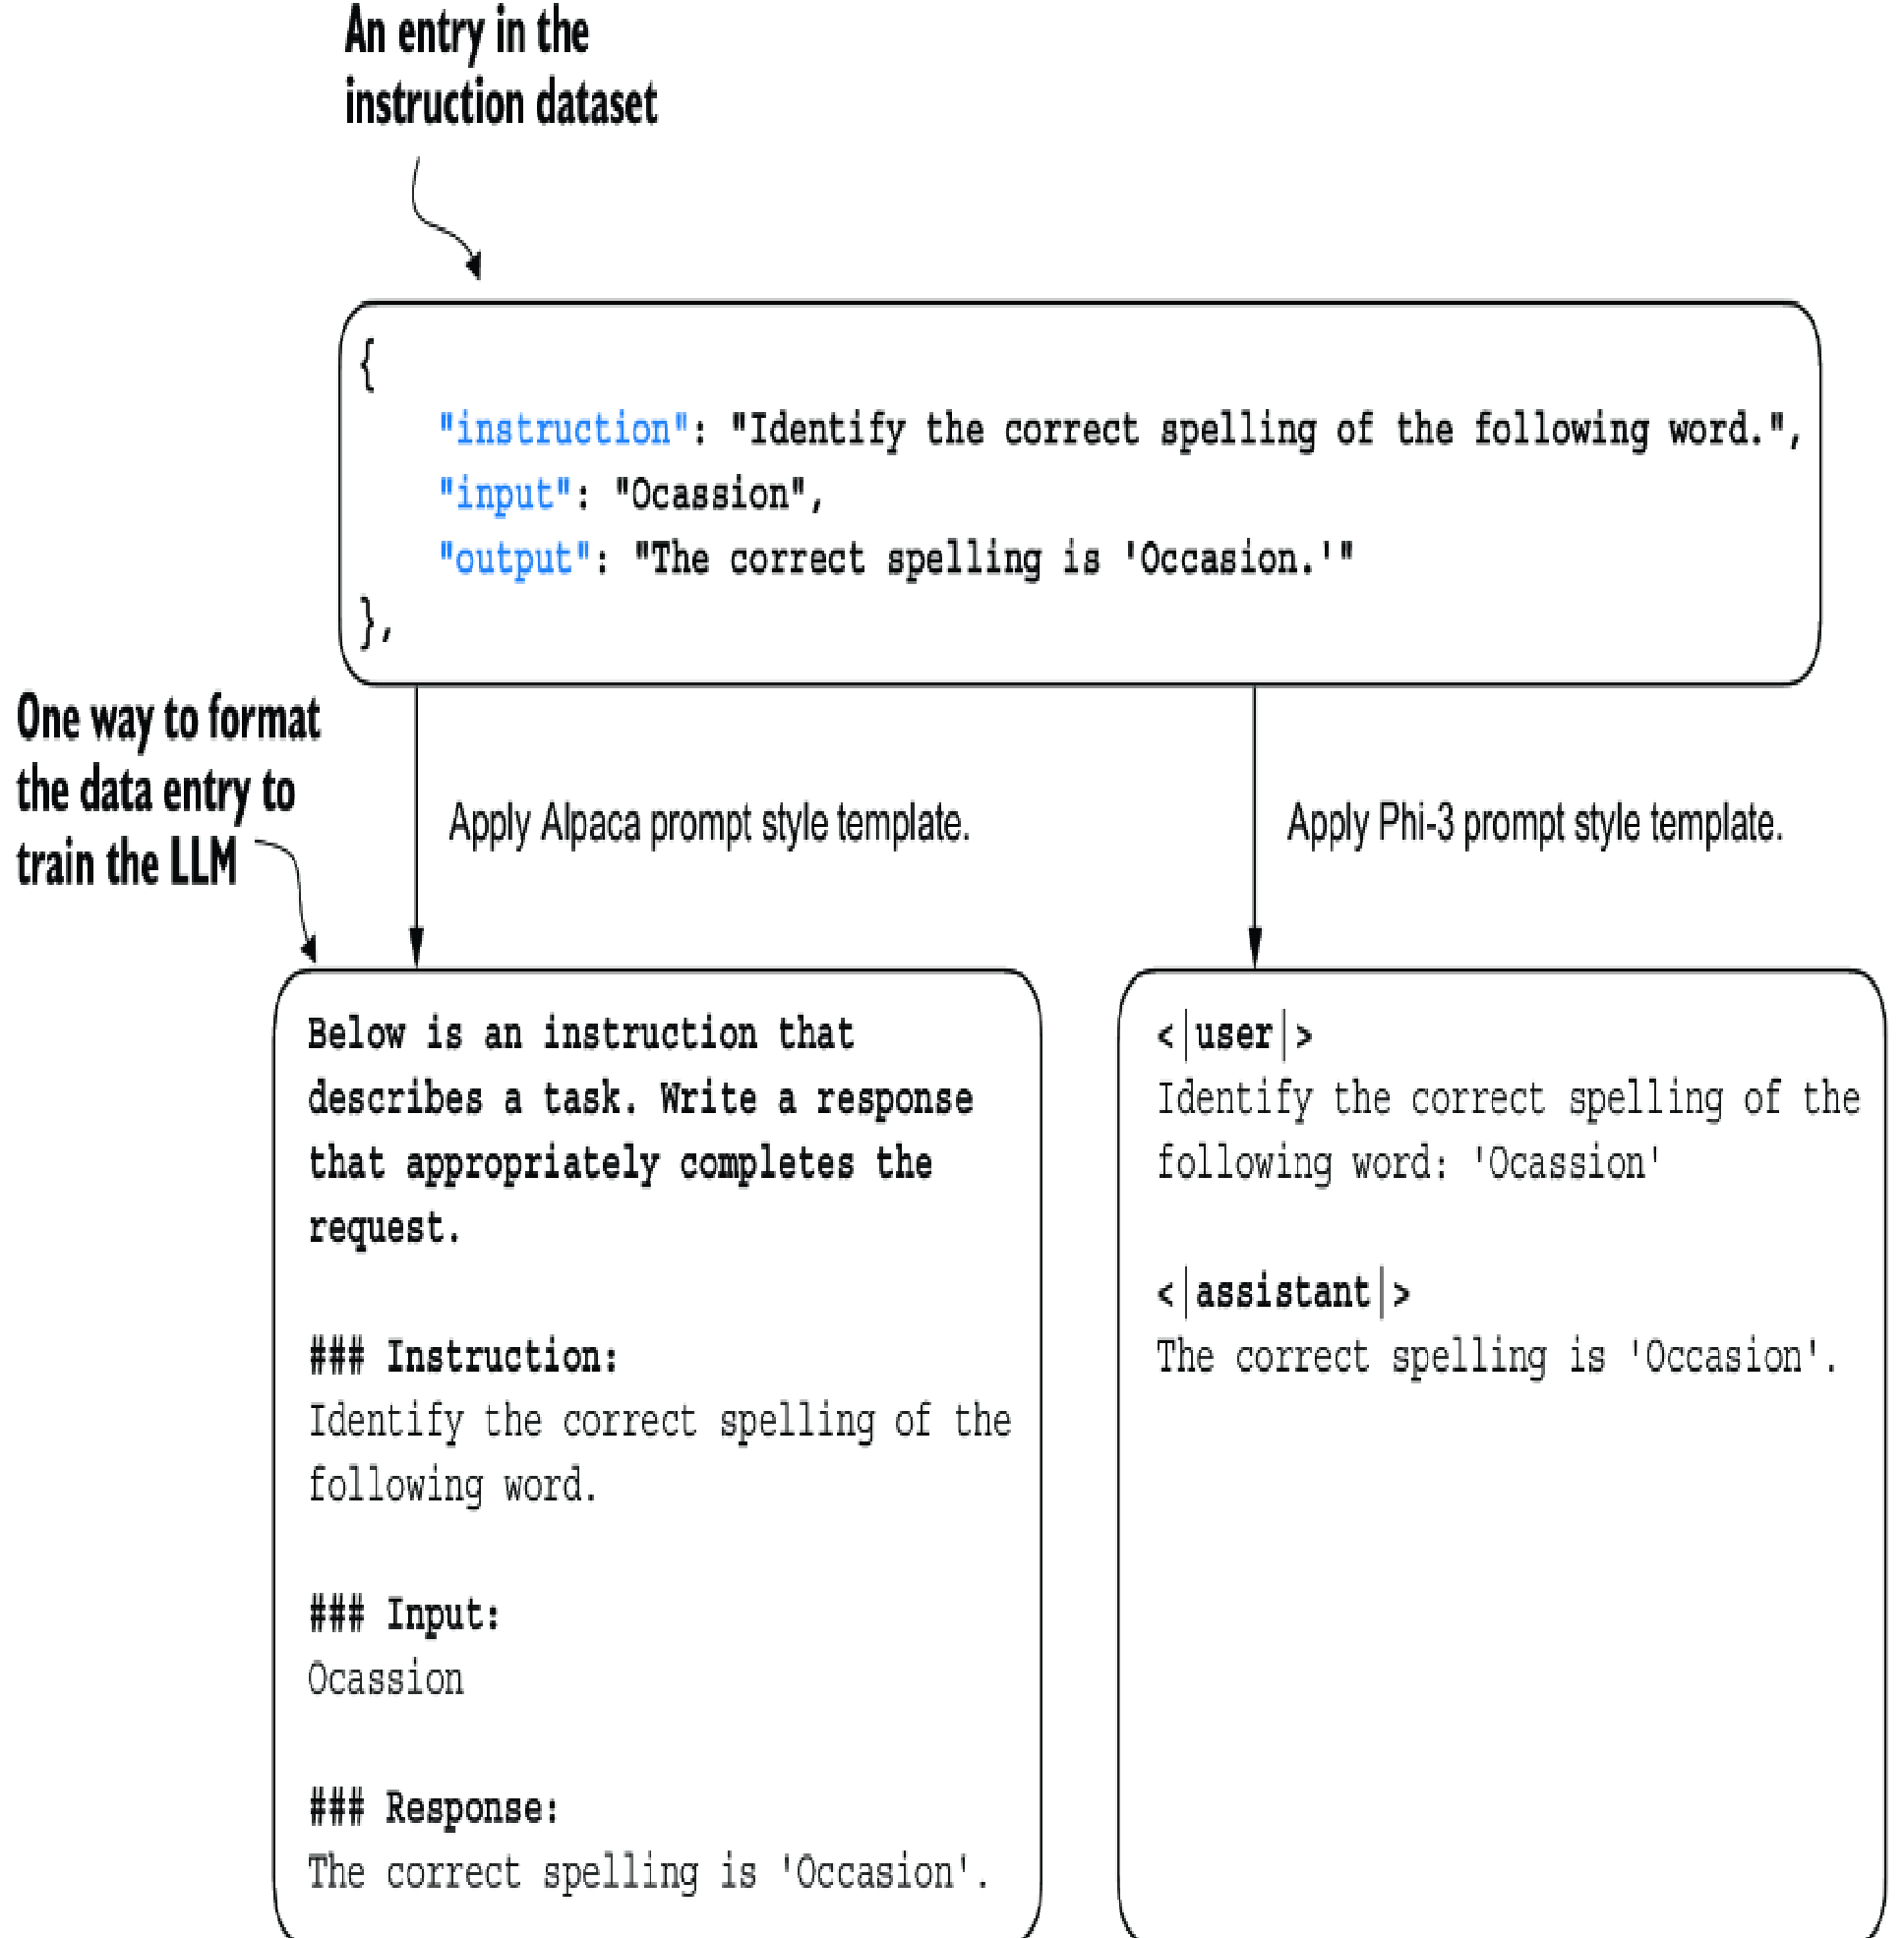 An entry in the
instruction dataset
{
"instruction": "Identify the correct spelling of the following word.",
"input": "Ocassion",
"output": "The correct spelling is 'Occasion.'"
},
One way to format
the data entry to
train the LLM
Apply Alpaca prompt style template.
Apply Phi-3 prompt style template.
Below is an instruction that
describes a task. Write a response
that appropriately completes the
request.
### Instruction:
Identify the correct spelling of the
following word.
### Input:
Ocassion
### Response:
The correct spelling is 'Occasion'.
<|user|>
Identify the correct spelling of the
following word: 'Ocassion'
<|assistant|>
The correct spelling is 'Occasion'.